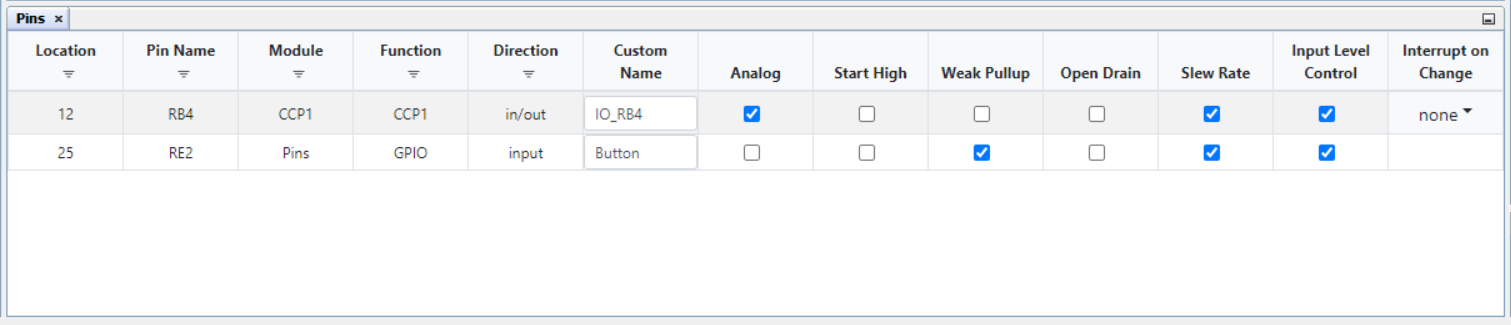 Pins ×
Location Pin Name Module Function Direction Custom Name Analog Start High Weak Pullup Open Drain Slew Rate Input Level Control Interrupt on Change
12 RB4 CCP1 CCP1 in/out IO_RB4 none
25 RE2 Pins GPIO input Button